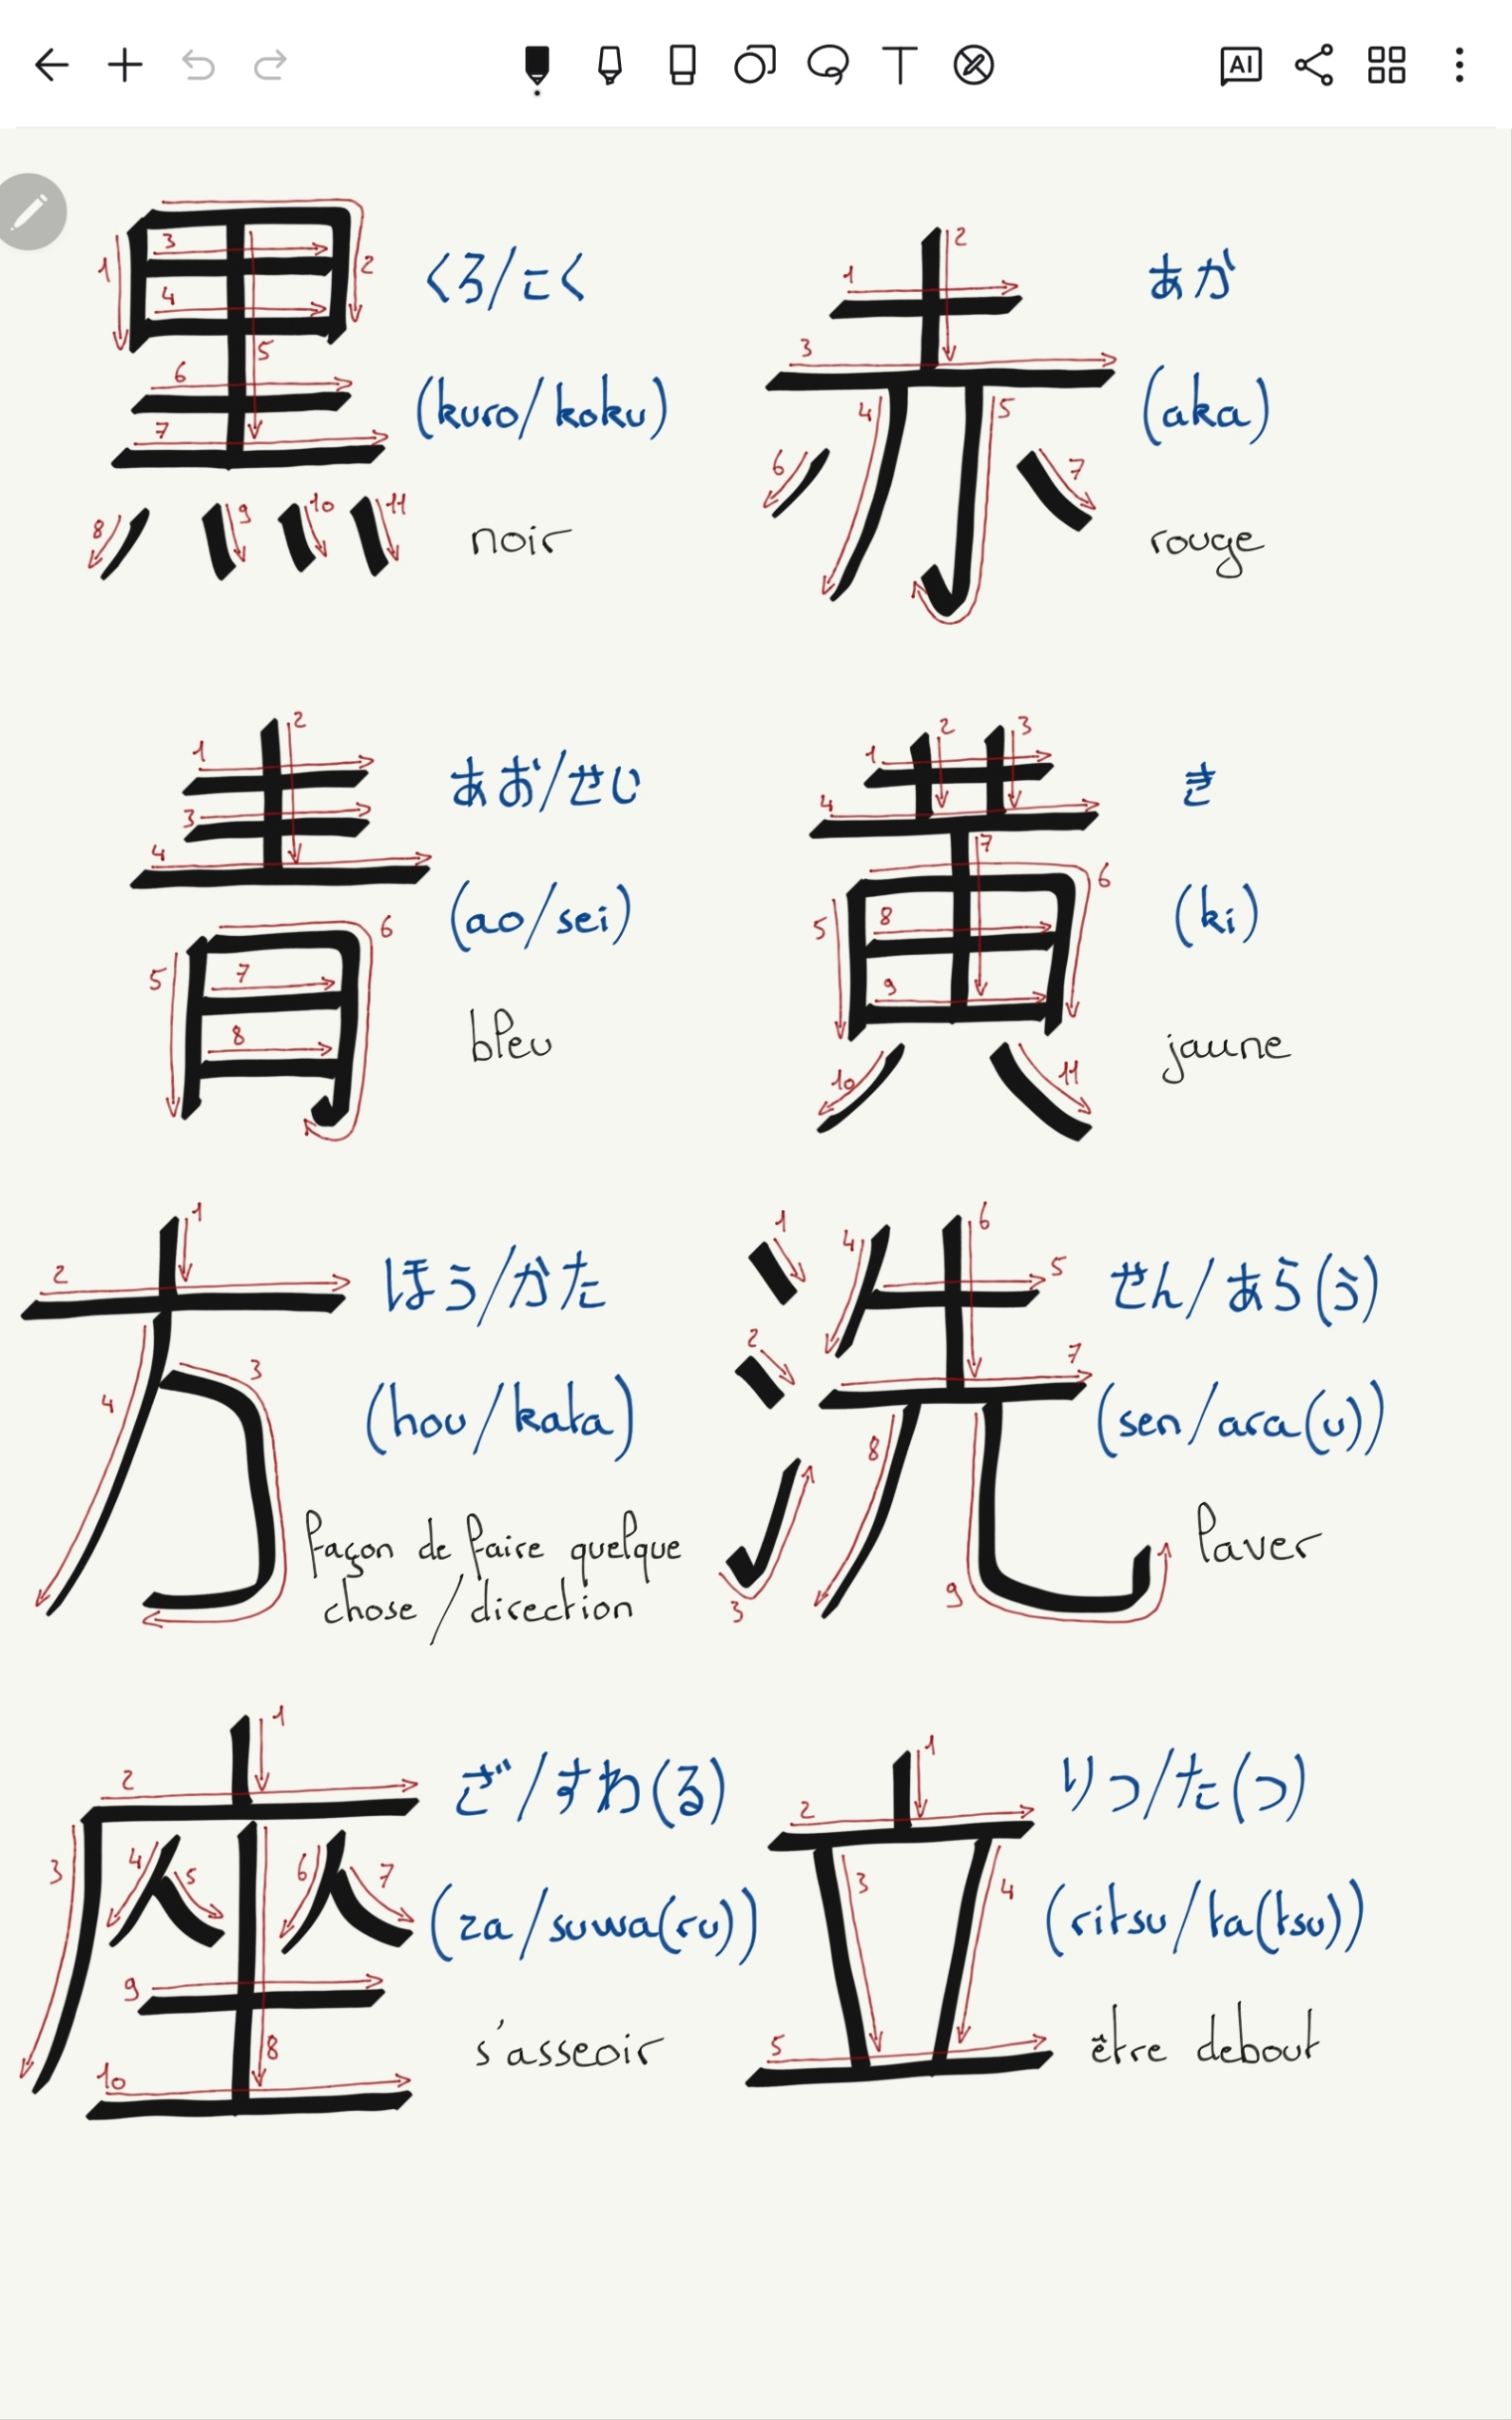 AI
黒
1 2 3 4 5 6 7 8 9 10 11
くろ/こく
(kuro/koku)
noir
赤
1 2 3 4 5 6 7
あか
(aka)
rouge
青
1 2 3 4 5 6 7 8
あお/せい
(ao/sei)
bleu
黄
1 2 3 4 5 6 7 8 9 10 11
き
(ki)
jaune
方
1 2 3 4
ほう/かた
(hou/kata)
façon de faire quelque
chose/direction
洗
1 2 3 4 5 6 7 8 9
せん/あら(う)
(sen/ara(u))
laver
座
1 2 3 4 5 6 7 8 9 10
ざ/すわ(る)
(za/suwa(ru))
s'asseoir
立
1 2 3 4 5
りつ/た(つ)
(ritsu/ta(tsu))
être debout